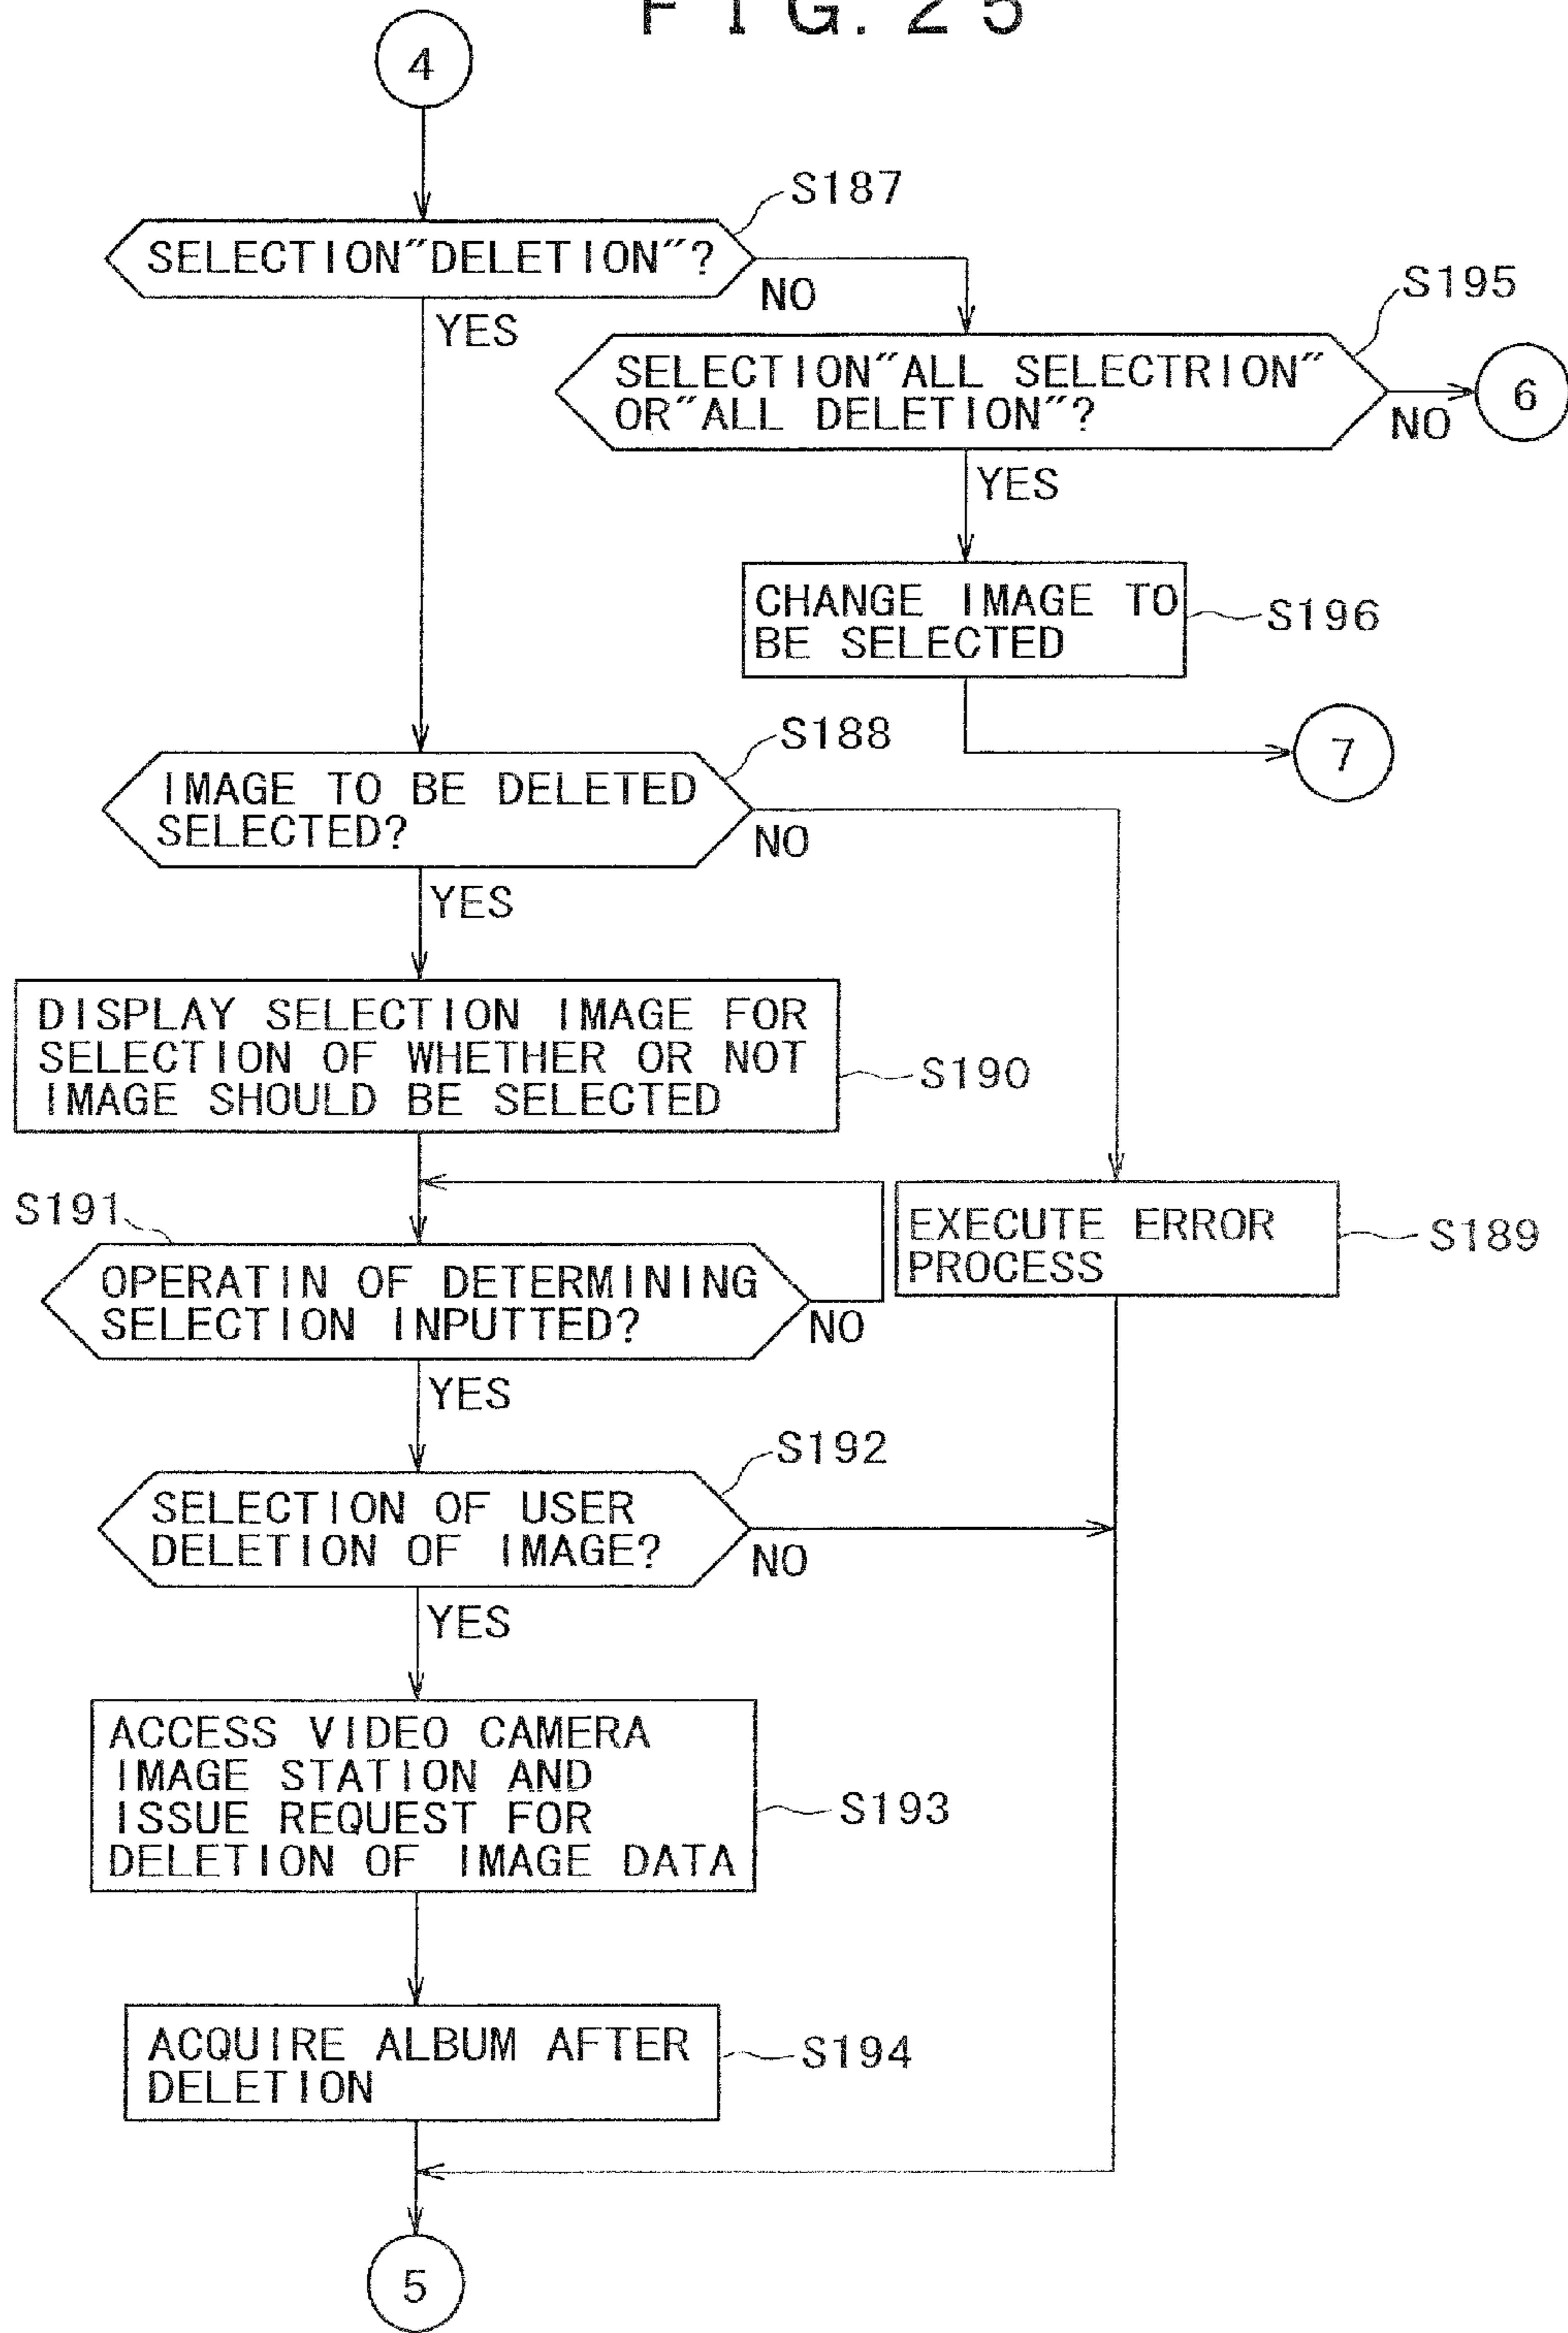 FIG. 25
4
S187
SELECTION"DELETION"?
NO
YES
S195
SELECTION"ALL SELECTRION"
OR"ALL DELETION"?
NO
6
YES
CHANGE IMAGE TO
BE SELECTED
S196
7
S188
IMAGE TO BE DELETED
SELECTED?
NO
YES
DISPLAY SELECTION IMAGE FOR
SELECTION OF WHETHER OR NOT
IMAGE SHOULD BE SELECTED
S190
S191
OPERATIN OF DETERMINING
SELECTION INPUTTED?
NO
EXECUTE ERROR
PROCESS
S189
YES
S192
SELECTION OF USER
DELETION OF IMAGE?
NO
YES
ACCESS VIDEO CAMERA
IMAGE STATION AND
ISSUE REQUEST FOR
DELETION OF IMAGE DATA
S193
ACQUIRE ALBUM AFTER
DELETION
S194
5